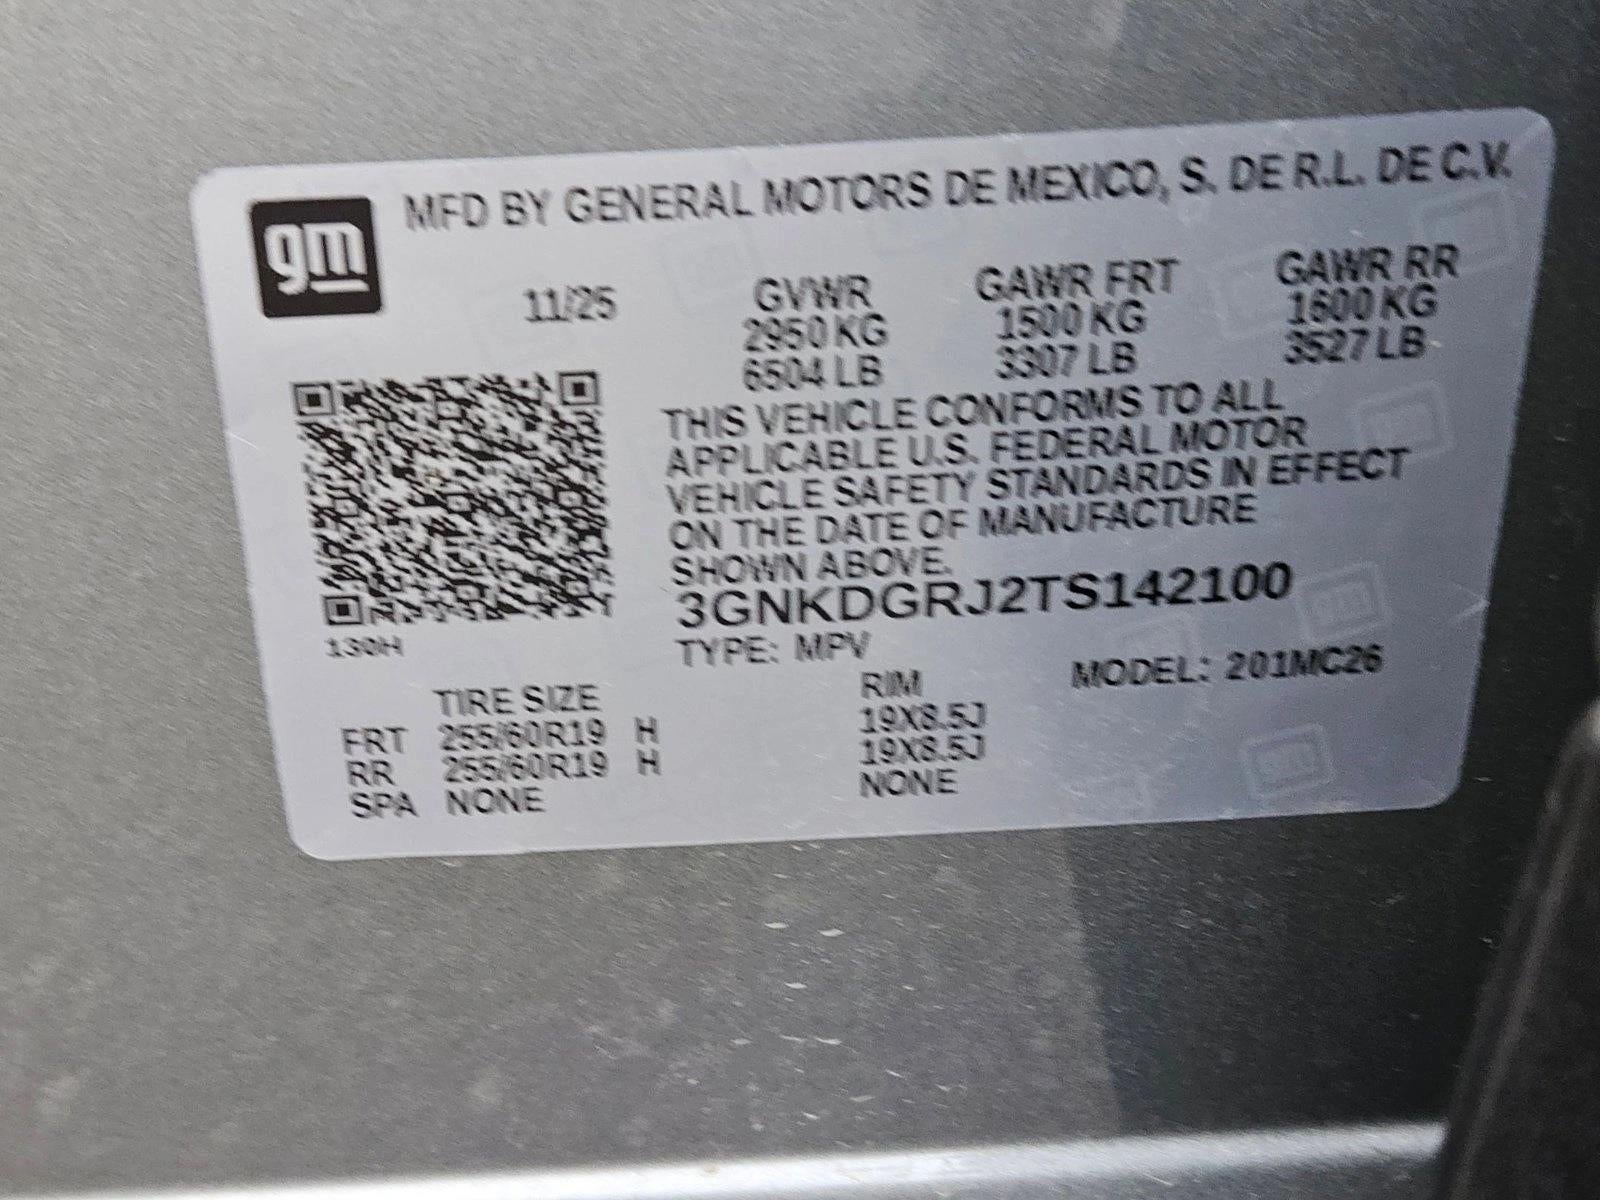 gm
MFD BY GENERAL MOTORS DE MEXICO, S. DE R.L. DE C.V.
11/25 GVWR GAWR FRT GAWR RR
2950 KG 1500 KG 1600 KG
6504 LB 3307 LB 3527 LB
THIS VEHICLE CONFORMS TO ALL
APPLICABLE U.S. FEDERAL MOTOR
VEHICLE SAFETY STANDARDS IN EFFECT
ON THE DATE OF MANUFACTURE
SHOWN ABOVE.
3GNKDGRJ2TS142100
130H
TYPE: MPV MODEL: 201MC26
TIRE SIZE RIM
FRT 255/60R19 H 19X8.5J
RR 255/60R19 H 19X8.5J
SPA NONE NONE